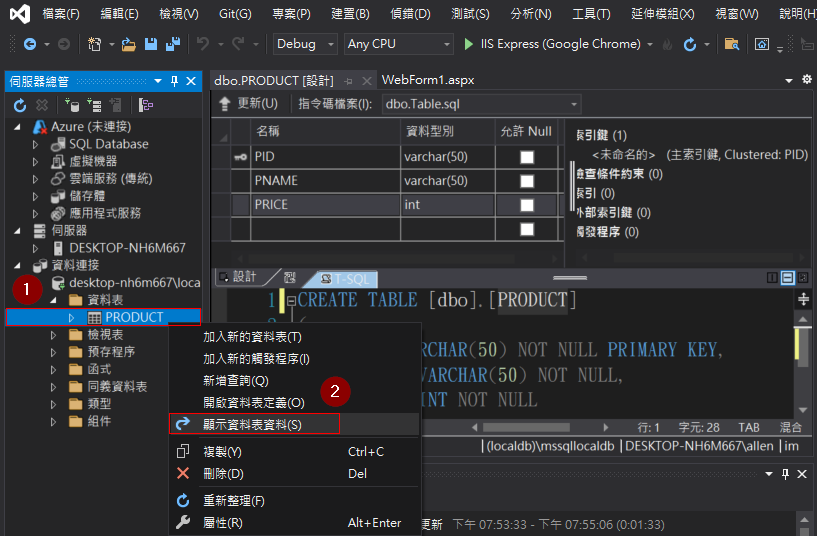 檔案(F) 編輯(E) 檢視(V) Git(G) 專案(P) 建置(B) 偵錯(D) 測試(S) 分析(N) 工具(T) 延伸模組(X) 視窗(W) 說明(H)
Debug Any CPU IIS Express (Google Chrome)
伺服器總管
Azure (未連接)
SQL Database
虛擬機器
雲端服務 (傳統)
儲存體
應用程式服務
伺服器
DESKTOP-NH6M667
資料連接
1
desktop-nh6m667\loca
資料表
PRODUCT
檢視表
預存程序
函式
同義資料表
類型
組件
dbo.PRODUCT [設計] WebForm1.aspx
更新(U) 指令碼檔案(I): dbo.Table.sql
名稱 資料型別 允許 Null
PID varchar(50)
PNAME varchar(50)
PRICE int
索引鍵 (1)
<未命名的> (主索引鍵, Clustered: PID)
檢查條件約束 (0)
索引 (0)
外部索引鍵 (0)
觸發程序 (0)
設計 T-SQL
1 CREATE TABLE [dbo].[PRODUCT]
(
RCHAR(50) NOT NULL PRIMARY KEY,
VARCHAR(50) NOT NULL,
INT NOT NULL
行: 1 字元: 28 TAB 混合
(localdb)\mssqllocaldb DESKTOP-NH6M667\allen im
加入新的資料表(T)
加入新的觸發程序(I)
新增查詢(Q)
2
開啟資料表定義(O)
顯示資料表資料(S)
複製(Y) Ctrl+C
刪除(D) Del
重新整理(F)
屬性(R) Alt+Enter
更新 下午 07:53:33 - 下午 07:55:06 (0:01:33)